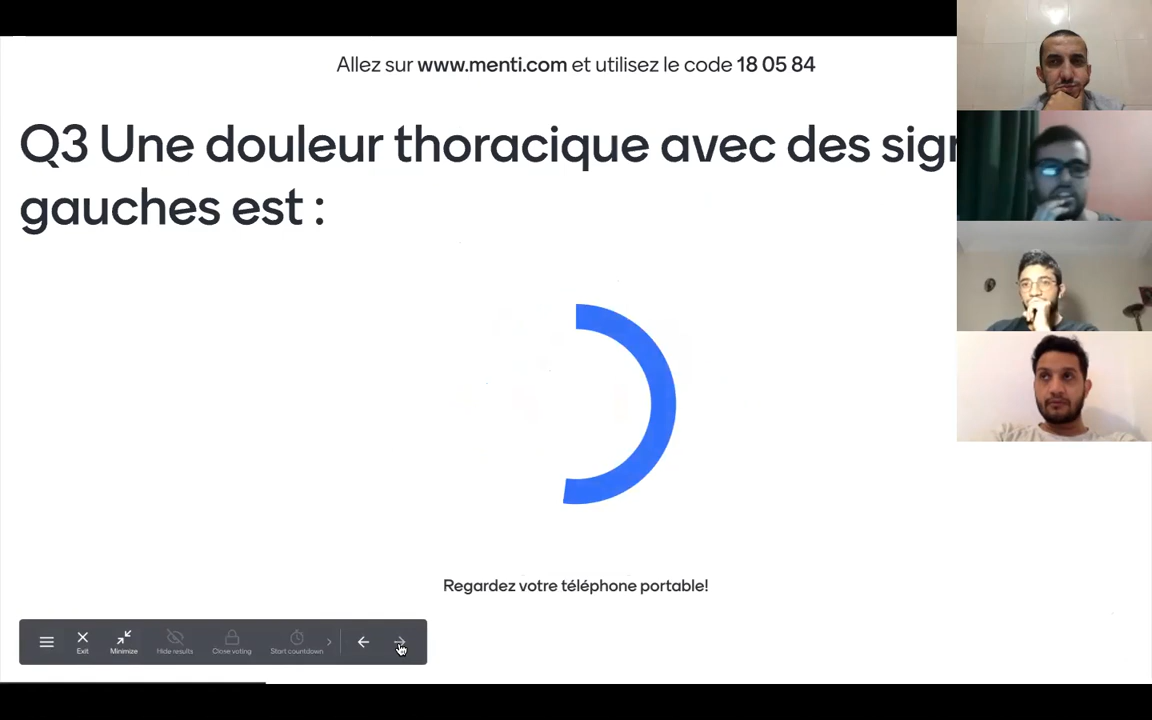 Allez sur www.menti.com et utilisez le code 18 05 84
Q3 Une douleur thoracique avec des
gauches est :
Regardez votre téléphone portable!
Exit
Minimize
Hide results
Close voting
Start countdown